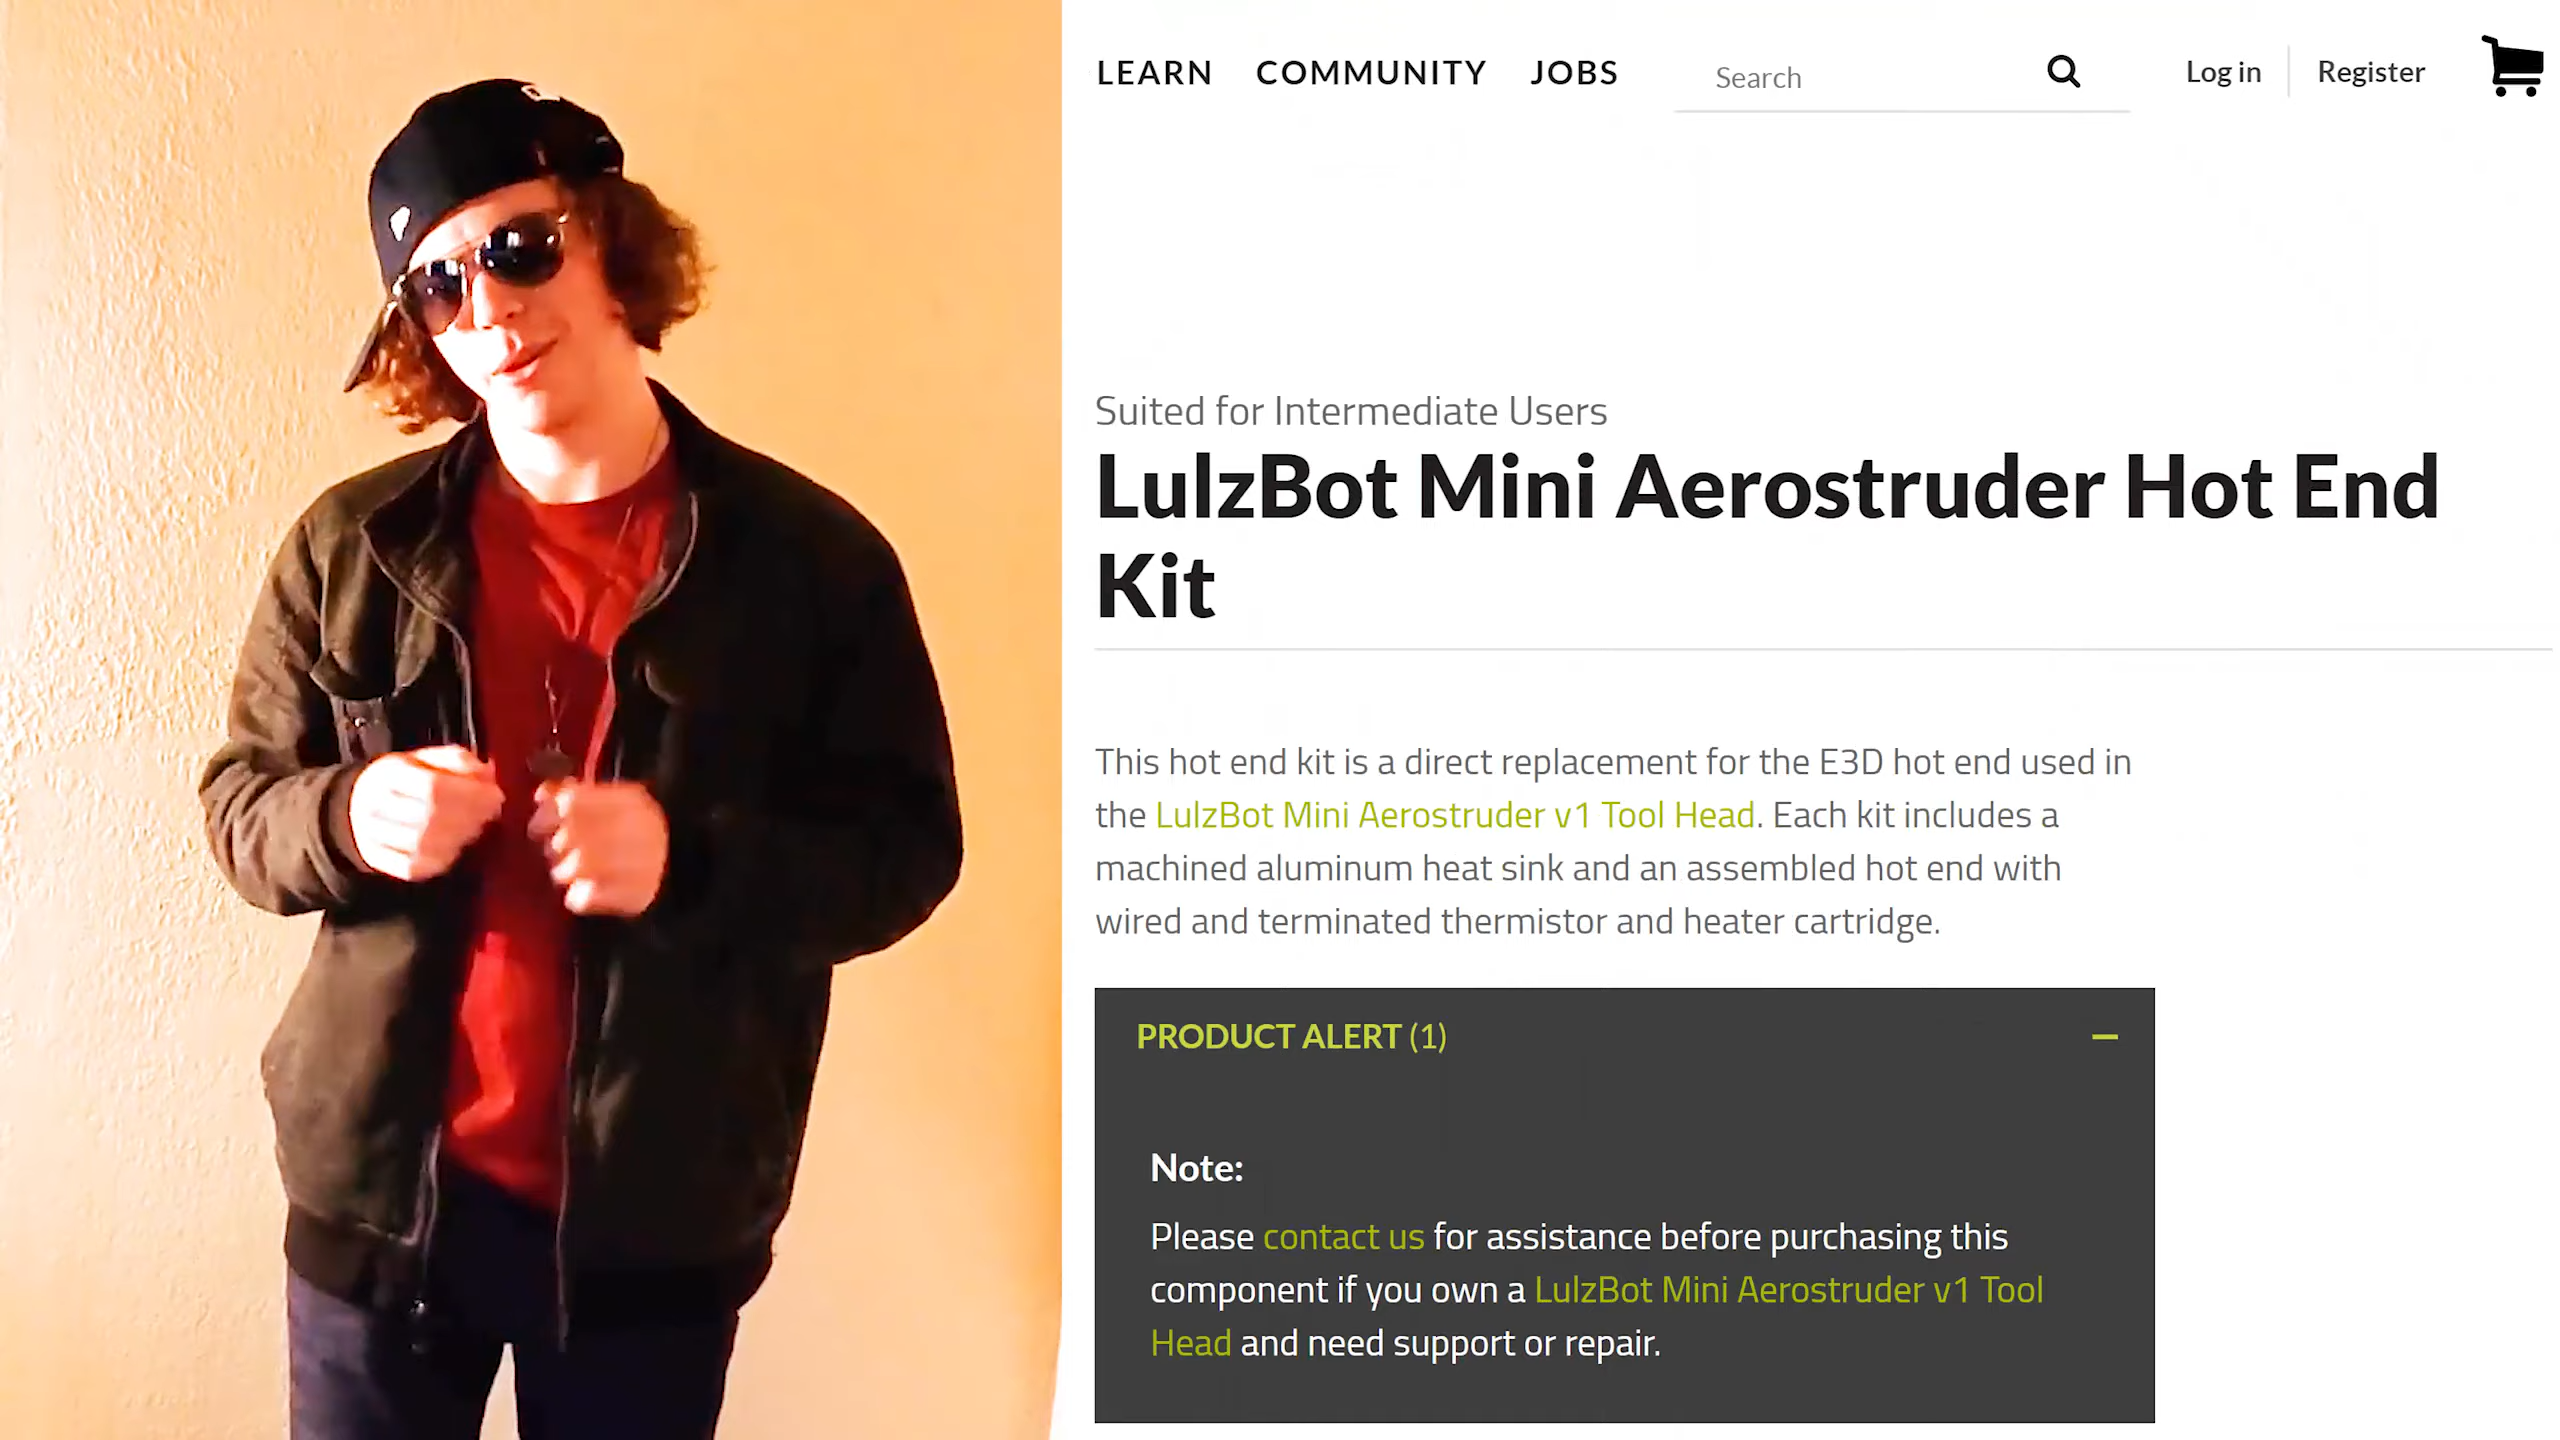 LEARN COMMUNITY JOBS Search Log in Register
Suited for Intermediate Users
LulzBot Mini Aerostruder Hot End
Kit
This hot end kit is a direct replacement for the E3D hot end used in
the LulzBot Mini Aerostruder v1 Tool Head. Each kit includes a
machined aluminum heat sink and an assembled hot end with
wired and terminated thermistor and heater cartridge.
PRODUCT ALERT (1)
Note:
Please contact us for assistance before purchasing this
component if you own a LulzBot Mini Aerostruder v1 Tool
Head and need support or repair.